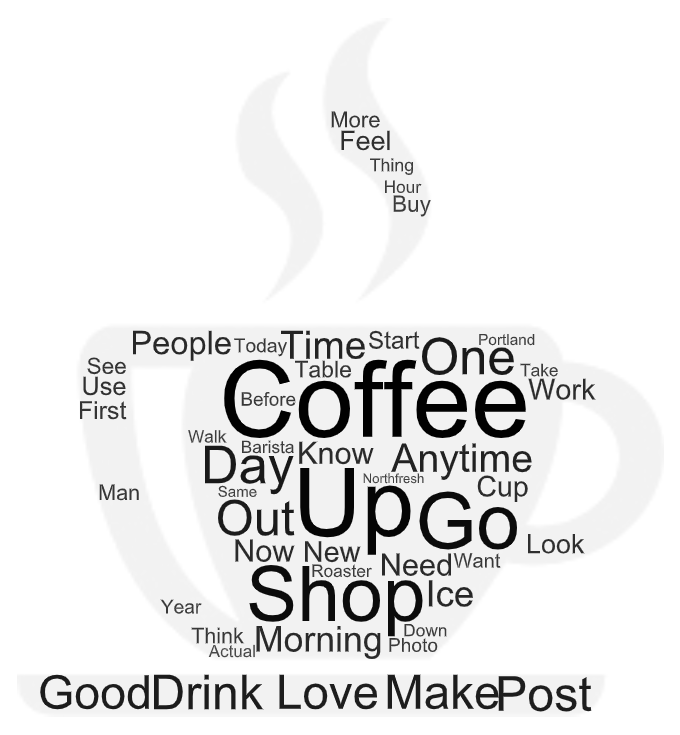 More
Feel
Thing
Hour
Buy
People Today Time Start One Portland
See Table Take
Use Coffee Work
First Before
Walk Barista Know Anytime
Day
Man Same Up Northfresh Cup
Out Go
Now New Look
Roaster Need Want
Year Shop Ice
Think Morning Down
Actual Photo
Good Drink Love Make Post